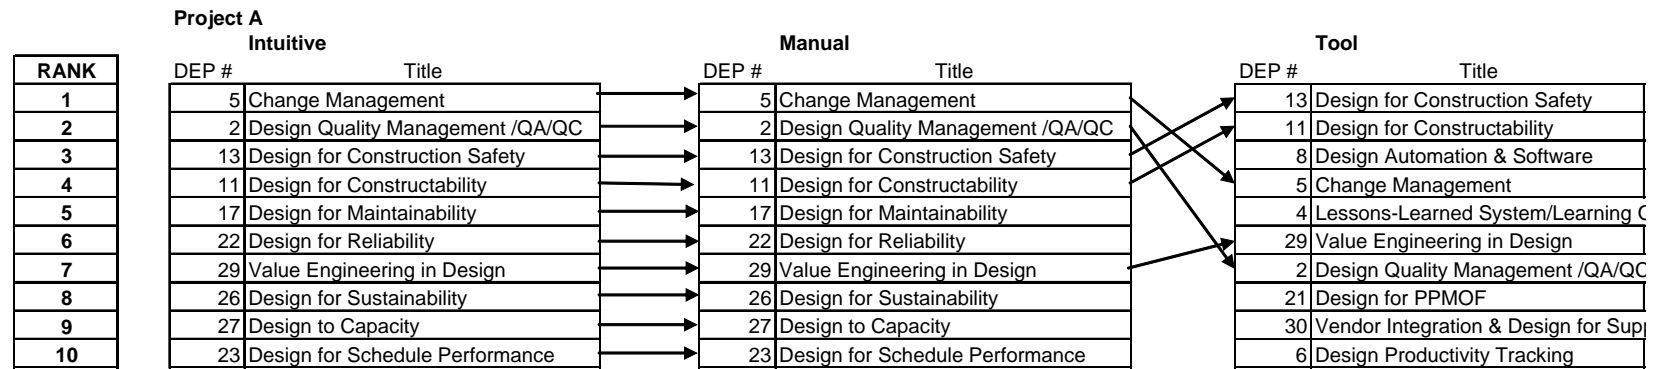 Project A
Intuitive Manual Tool
RANK DEP # Title DEP # Title DEP # Title
1 5 Change Management 5 Change Management 13 Design for Construction Safety
2 2 Design Quality Management /QA/QC 2 Design Quality Management /QA/QC 11 Design for Constructability
3 13 Design for Construction Safety 13 Design for Construction Safety 8 Design Automation & Software
4 11 Design for Constructability 11 Design for Constructability 5 Change Management
5 17 Design for Maintainability 17 Design for Maintainability 4 Lessons-Learned System/Learning
6 22 Design for Reliability 22 Design for Reliability 29 Value Engineering in Design
7 29 Value Engineering in Design 29 Value Engineering in Design 2 Design Quality Management /QA/QC
8 26 Design for Sustainability 26 Design for Sustainability 21 Design for PPMOF
9 27 Design to Capacity 27 Design to Capacity 30 Vendor Integration & Design for
10 23 Design for Schedule Performance 23 Design for Schedule Performance 6 Design Productivity Tracking